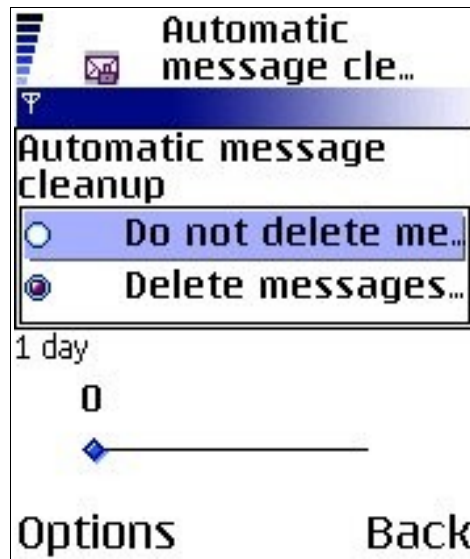 Automatic
message cle...
Automatic message
cleanup
Do not delete me...
Delete messages...
1 day
0
Options Back